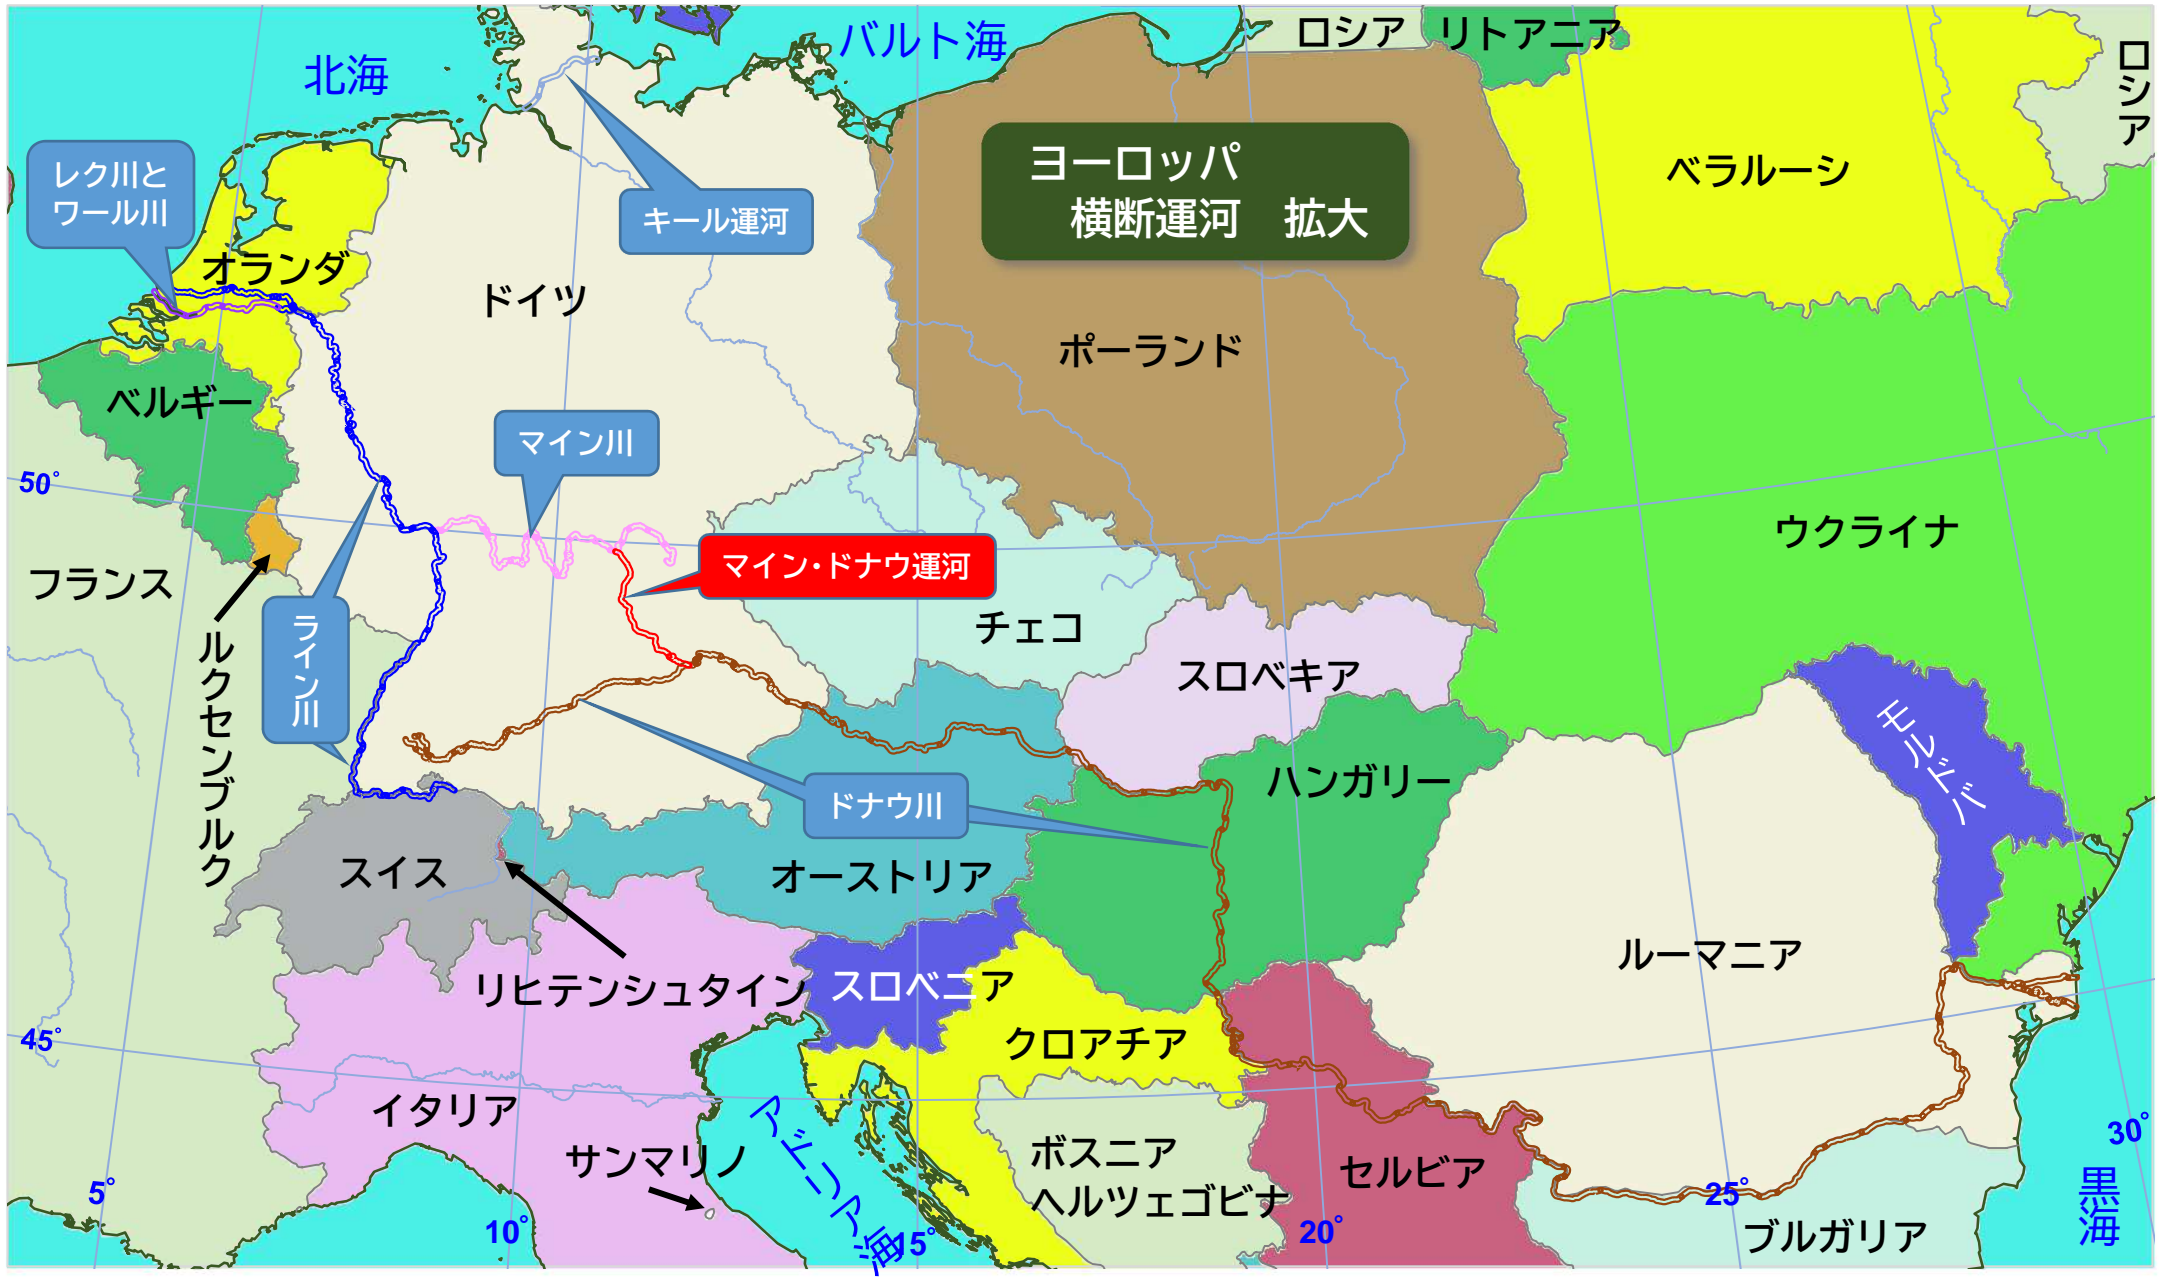 北海
バルト海
ロシア
リトアニア
ロシア
レク川と
ワール川
キール運河
ヨーロッパ
横断運河　拡大
ベラルーシ
オランダ
ドイツ
ポーランド
ベルギー
マイン川
50°
ウクライナ
フランス
マイン・ドナウ運河
チェコ
ライン川
ルクセンブルク
スロベキア
モルドバ
ハンガリー
ドナウ川
スイス
オーストリア
リヒテンシュタイン
スロベニア
ルーマニア
45°
クロアチア
イタリア
アドリア海
サンマリノ
ボスニア
ヘルツェゴビナ
セルビア
30°
黒海
5°
10°
15°
20°
25°
ブルガリア